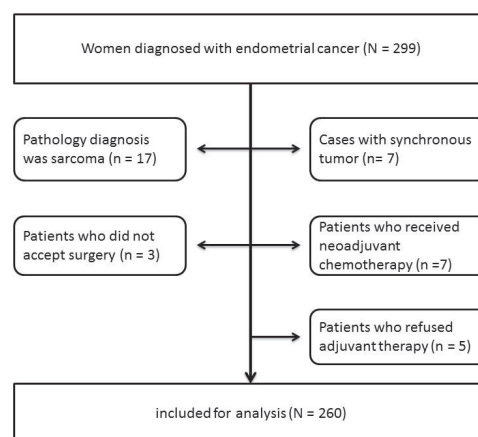 Women diagnosed with endometrial cancer (N = 299)
Pathology diagnosis
was sarcoma (n = 17)
Cases with synchronous
tumor (n= 7)
Patients who did not
accept surgery (n = 3)
Patients who received
neoadjuvant
chemotherapy (n =7)
Patients who refused
adjuvant therapy (n = 5)
included for analysis (N = 260)